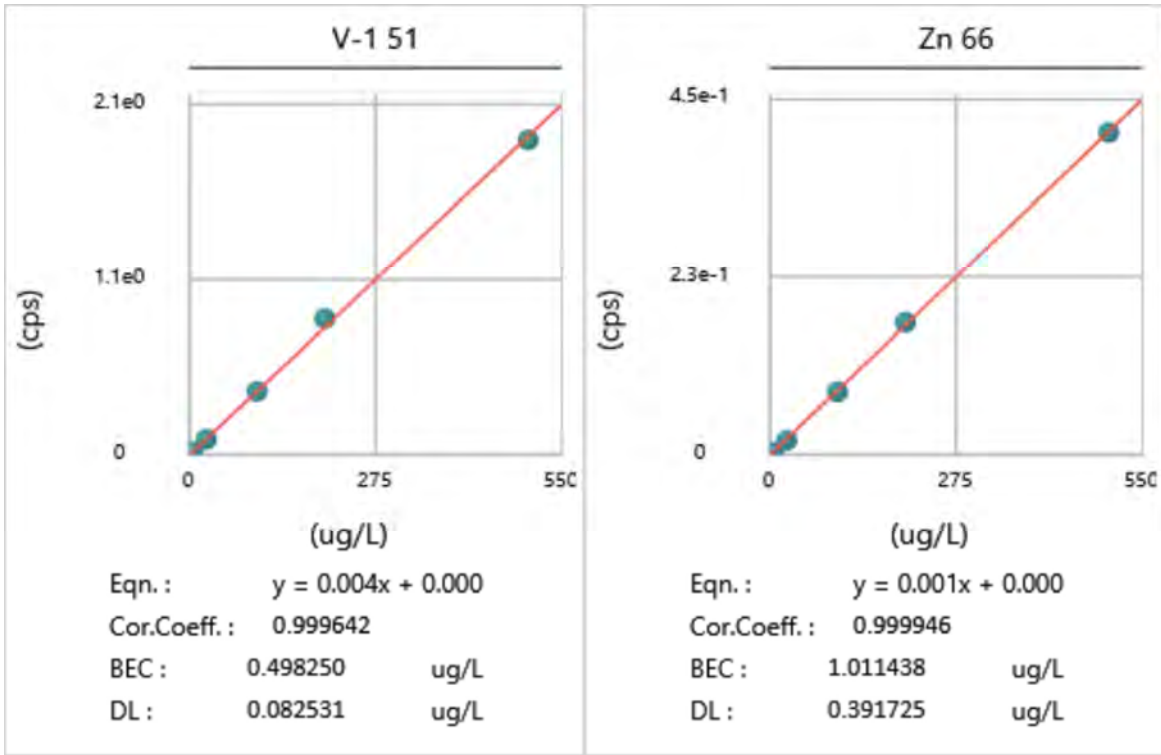 V-1 51
2.1e0
1.1e0
0
(cps)
0 275 550
(ug/L)
Eqn. : y = 0.004x + 0.000
Cor.Coeff. : 0.999642
BEC : 0.498250 ug/L
DL : 0.082531 ug/L
Zn 66
4.5e-1
2.3e-1
0
(cps)
0 275 550
(ug/L)
Eqn. : y = 0.001x + 0.000
Cor.Coeff. : 0.999946
BEC : 1.011438 ug/L
DL : 0.391725 ug/L